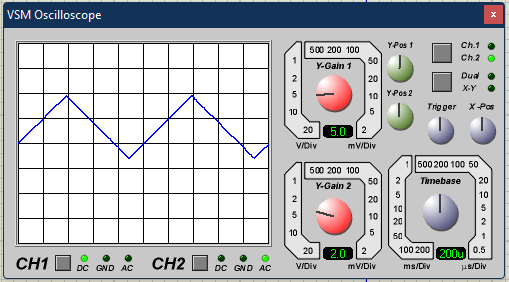 VSM Oscilloscope
500 200 100
1 50
Y-Gain 1
2 20
5 10
10 5
20 5.0 2
V/Div mV/Div
Y-Pos 1
Y-Pos 2
Ch.1
Ch.2
Dual
X-Y
Trigger X -Pos
500 200 100
1 50
Y-Gain 2
2 20
5 10
10 5
20 2.0 2
V/Div mV/Div
500 200 100 50
1 20
Timebase
2 10
5 5
10 2
20 1
50 0.5
100 200 200u
ms/Div µs/Div
CH1 DC GND AC CH2 DC GND AC